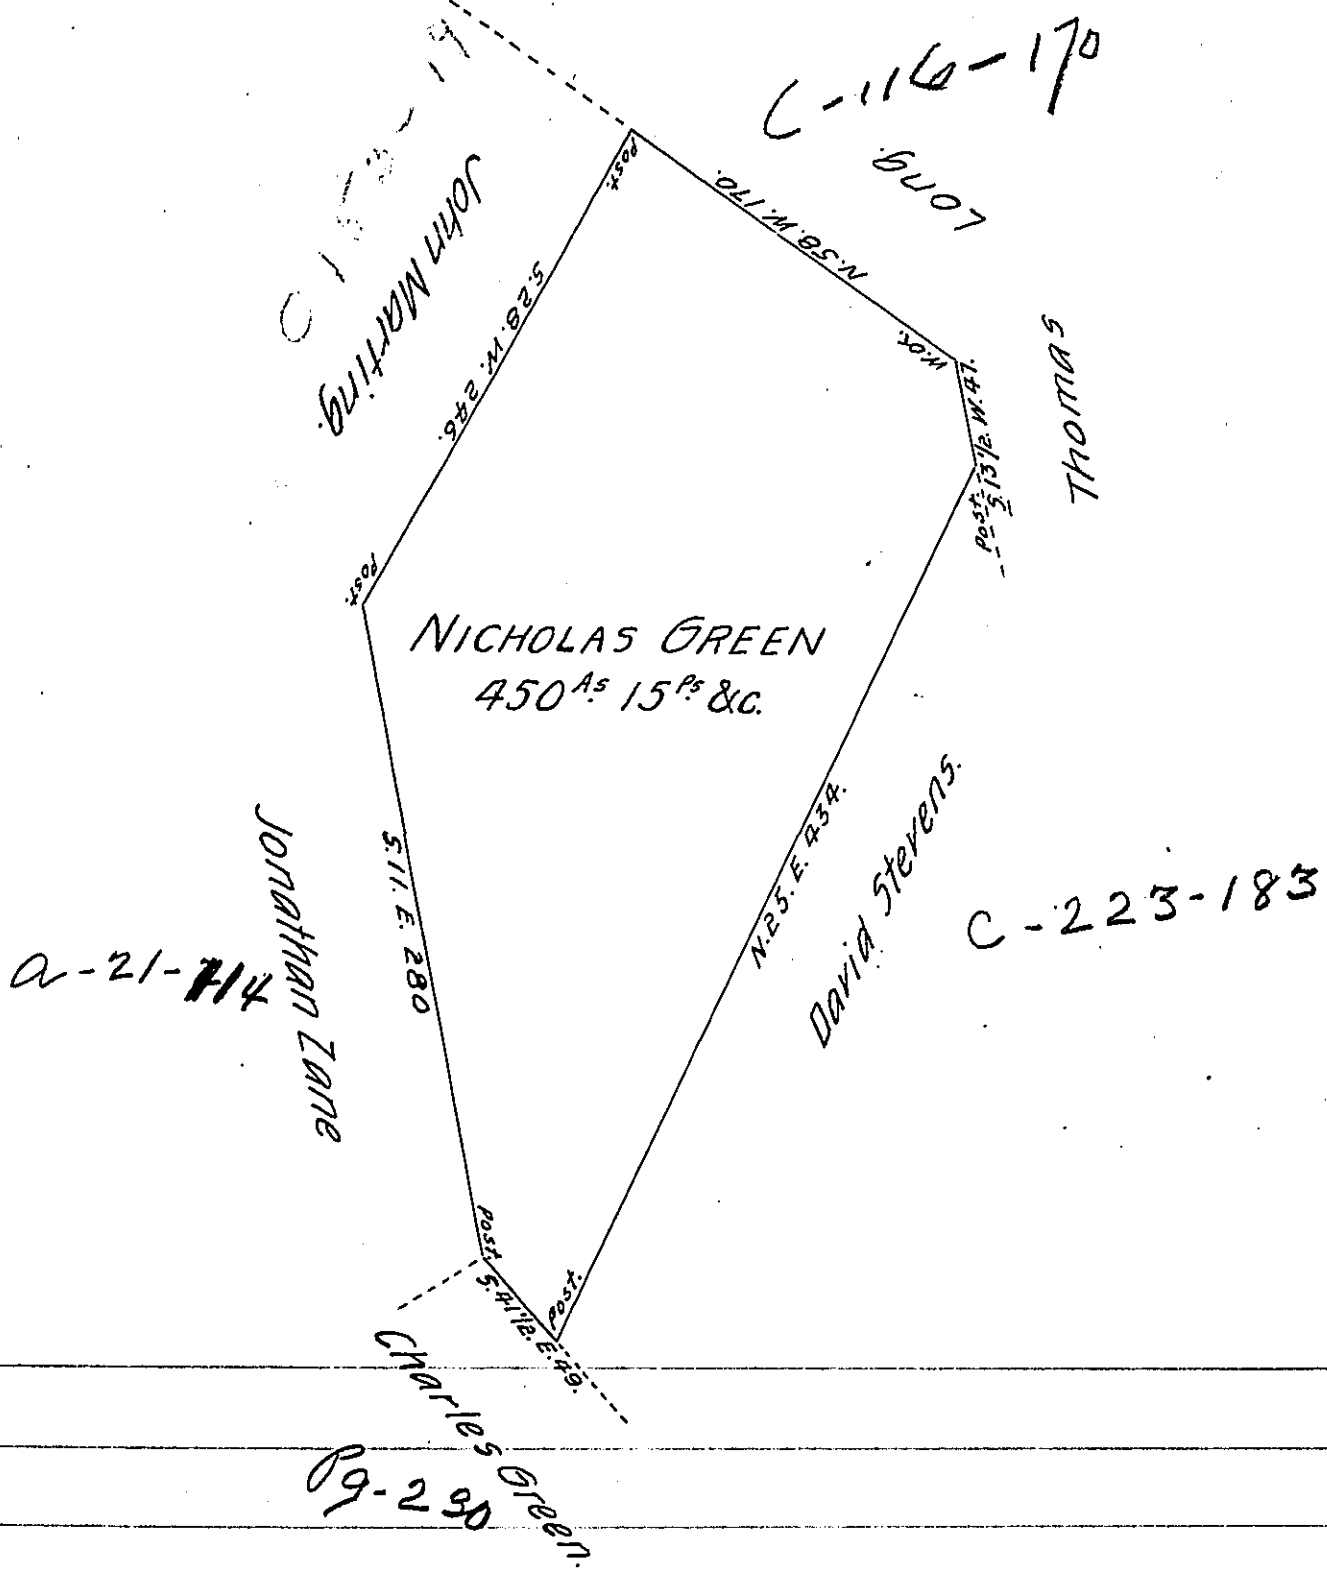 C-116-170
Long.
Thomas
John Marting.
Post.
N.58.W.170.
W.O.
S.28.W.246.
S.13½.W.47.
Post.
Post.
NICHOLAS GREEN
450 As. 15 Ps. &c.
S.11.E.280
N.25.E.434.
David Stevens.
C-223-183
Jonathan Zane
a-21-
Post.
S.41½.E.49.
Post.
Charles Green.
Pg-230